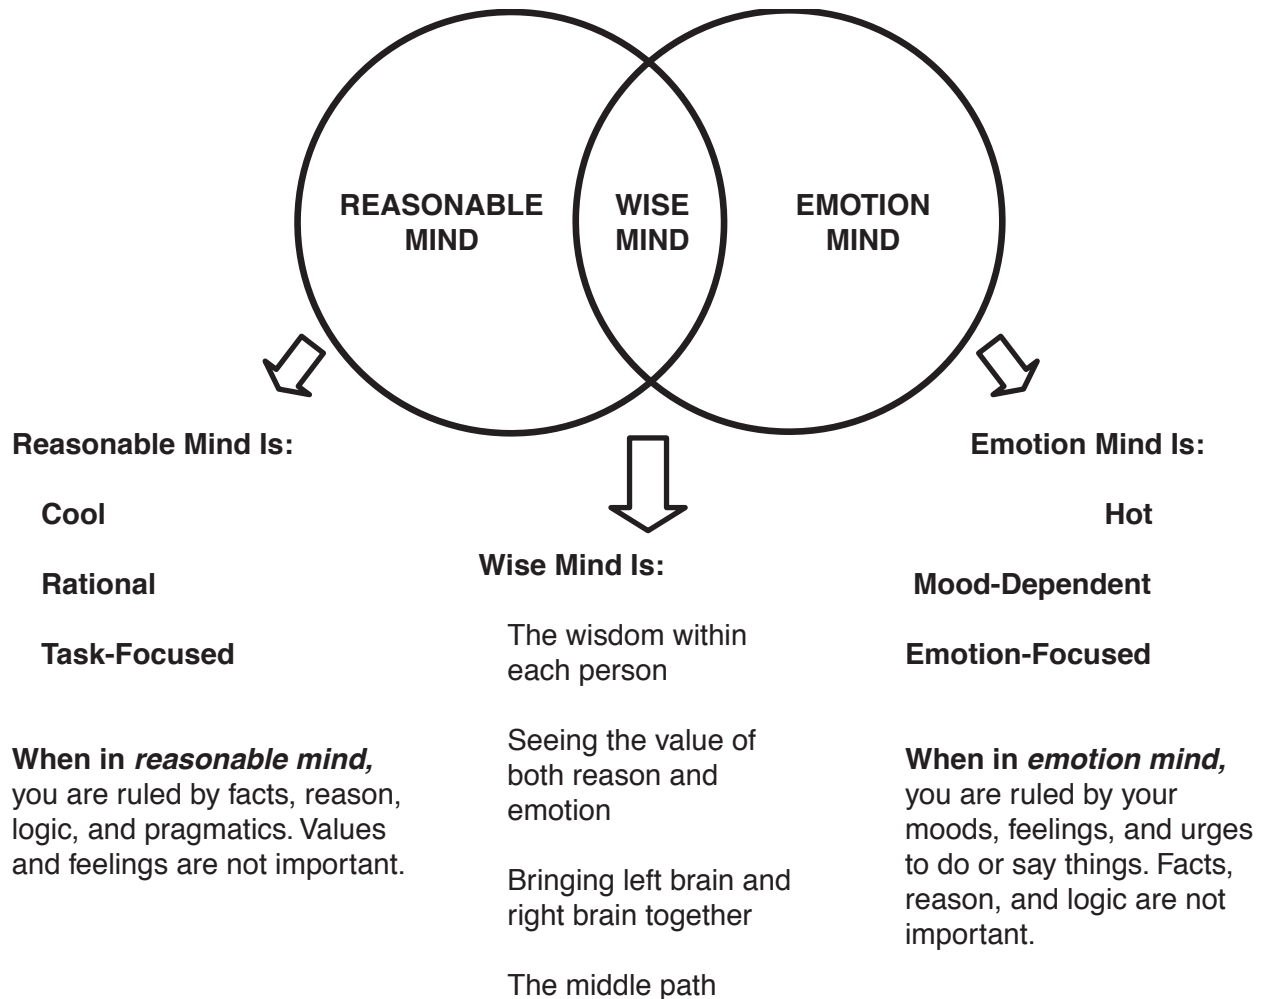 REASONABLE
MIND
WISE
MIND
EMOTION
MIND
Reasonable Mind Is:
Cool
Rational
Task-Focused
When in reasonable mind,
you are ruled by facts, reason,
logic, and pragmatics. Values
and feelings are not important.
Wise Mind Is:
The wisdom within
each person
Seeing the value of
both reason and
emotion
Bringing left brain and
right brain together
The middle path
Emotion Mind Is:
Hot
Mood-Dependent
Emotion-Focused
When in emotion mind,
you are ruled by your
moods, feelings, and urges
to do or say things. Facts,
reason, and logic are not
important.